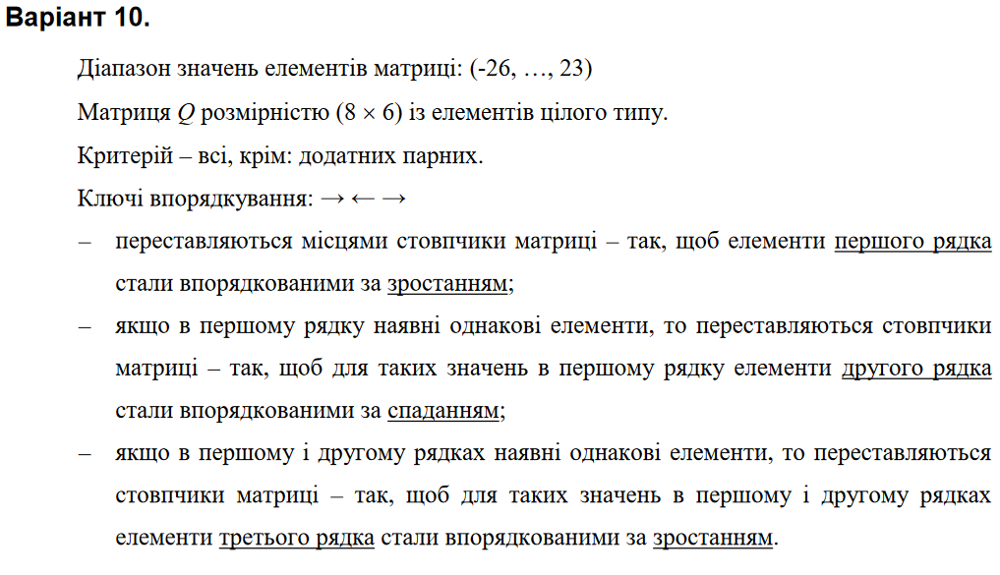 Варіант 10.
Діапазон значень елементів матриці: (-26, …, 23)
Матриця Q розмірністю (8 × 6) із елементів цілого типу.
Критерій – всі, крім: додатних парних.
Ключі впорядкування: → ← →
– переставляються місцями стовпчики матриці – так, щоб елементи першого рядка
стали впорядкованими за зростанням;
– якщо в першому рядку наявні однакові елементи, то переставляються стовпчики
матриці – так, щоб для таких значень в першому рядку елементи другого рядка
стали впорядкованими за спаданням;
– якщо в першому і другому рядках наявні однакові елементи, то переставляються
стовпчики матриці – так, щоб для таких значень в першому і другому рядках
елементи третього рядка стали впорядкованими за зростанням.